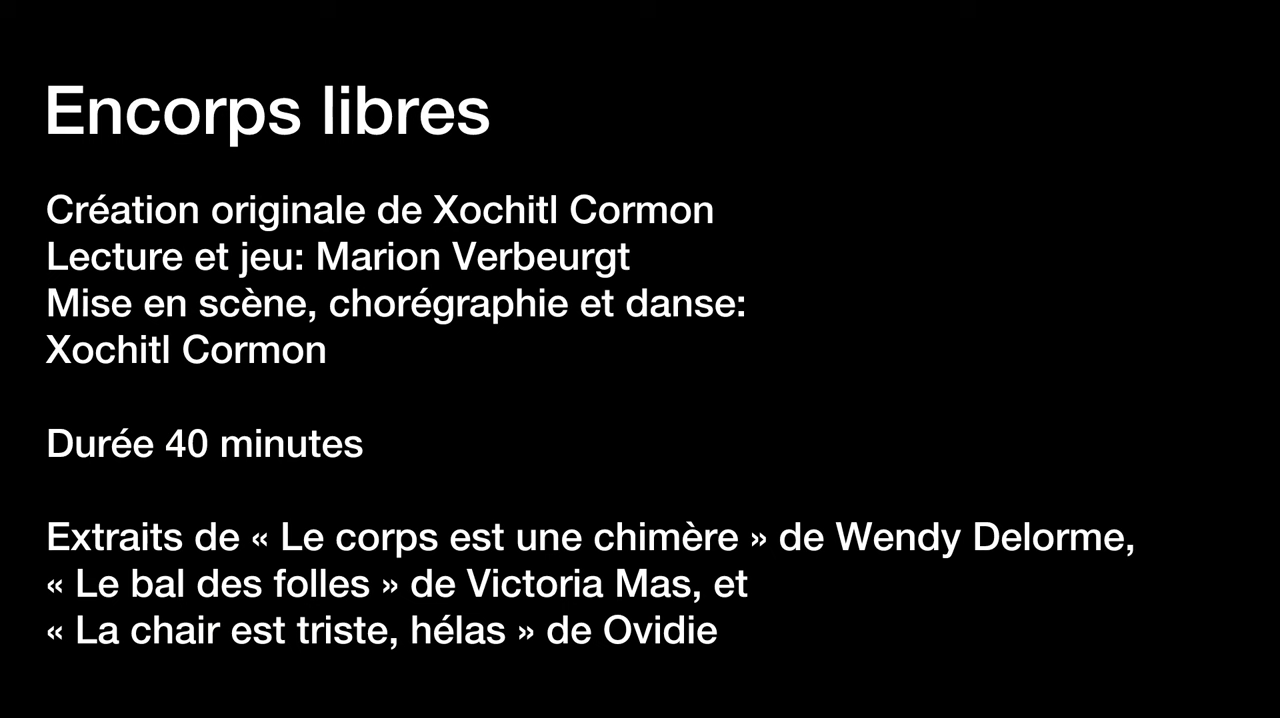 Encorps libres
Création originale de Xochitl Cormon
Lecture et jeu: Marion Verbeurgt
Mise en scène, chorégraphie et danse:
Xochitl Cormon
Durée 40 minutes
Extraits de « Le corps est une chimère » de Wendy Delorme,
« Le bal des folles » de Victoria Mas, et
« La chair est triste, hélas » de Ovidie